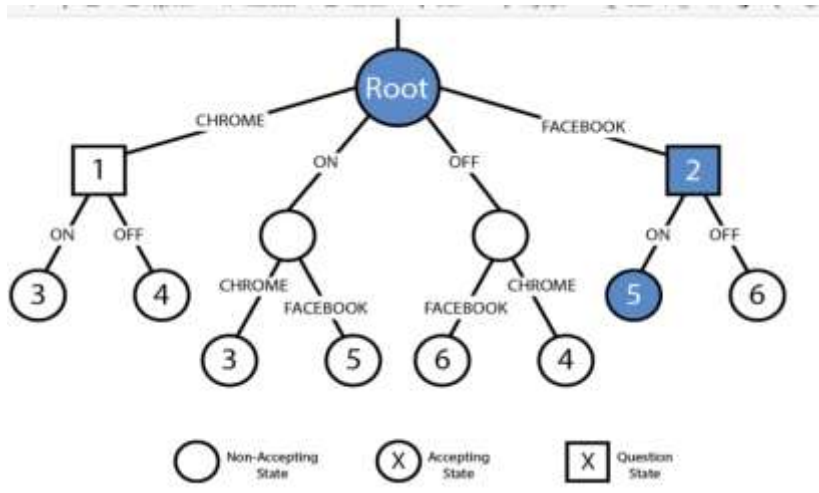 Root
CHROME
FACEBOOK
1
ON
OFF
2
ON
OFF
ON
OFF
3
4
CHROME
FACEBOOK
FACEBOOK
CHROME
5
6
3
5
6
4
Non-Accepting
State
X
Accepting
State
X
Question
State